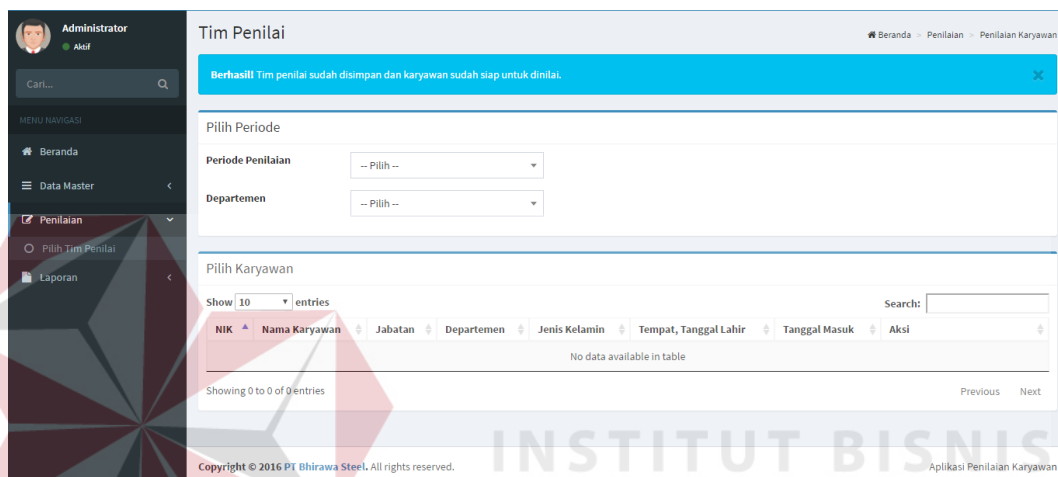 Administrator
Aktif
Cari...
MENU NAVIGASI
Beranda
Data Master
Penilaian
Pilih Tim Penilai
Laporan
Tim Penilai
Beranda > Penilaian > Penilaian Karyawan
Berhasil! Tim penilai sudah disimpan dan karyawan sudah siap untuk dinilai.
Pilih Periode
Periode Penilaian
-- Pilih --
Departemen
-- Pilih --
Pilih Karyawan
Show 10 entries
Search:
NIK Nama Karyawan Jabatan Departemen Jenis Kelamin Tempat, Tanggal Lahir Tanggal Masuk Aksi
No data available in table
Showing 0 to 0 of 0 entries
Previous Next
INSTITUT BISNIS
Copyright © 2016 PT Bhirawa Steel. All rights reserved.
Aplikasi Penilaian Karyawan